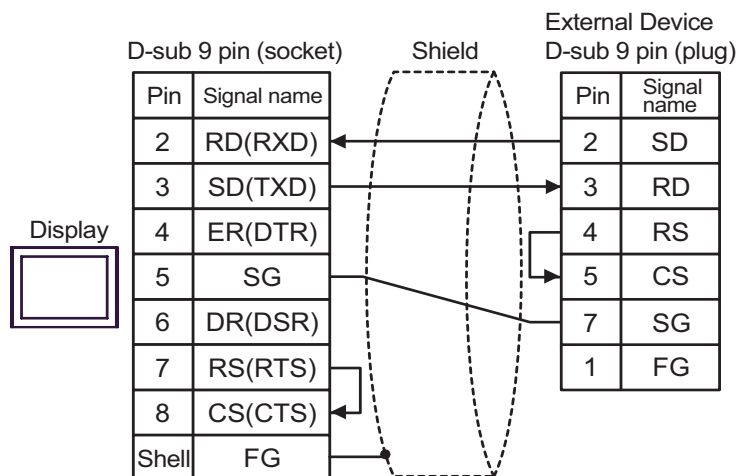 External Device
D-sub 9 pin (socket) Shield D-sub 9 pin (plug)
Pin Signal name Pin Signal name
2 RD(RXD) 2 SD
3 SD(TXD) 3 RD
Display 4 ER(DTR) 4 RS
5 SG 5 CS
6 DR(DSR) 7 SG
7 RS(RTS) 1 FG
8 CS(CTS)
Shell FG